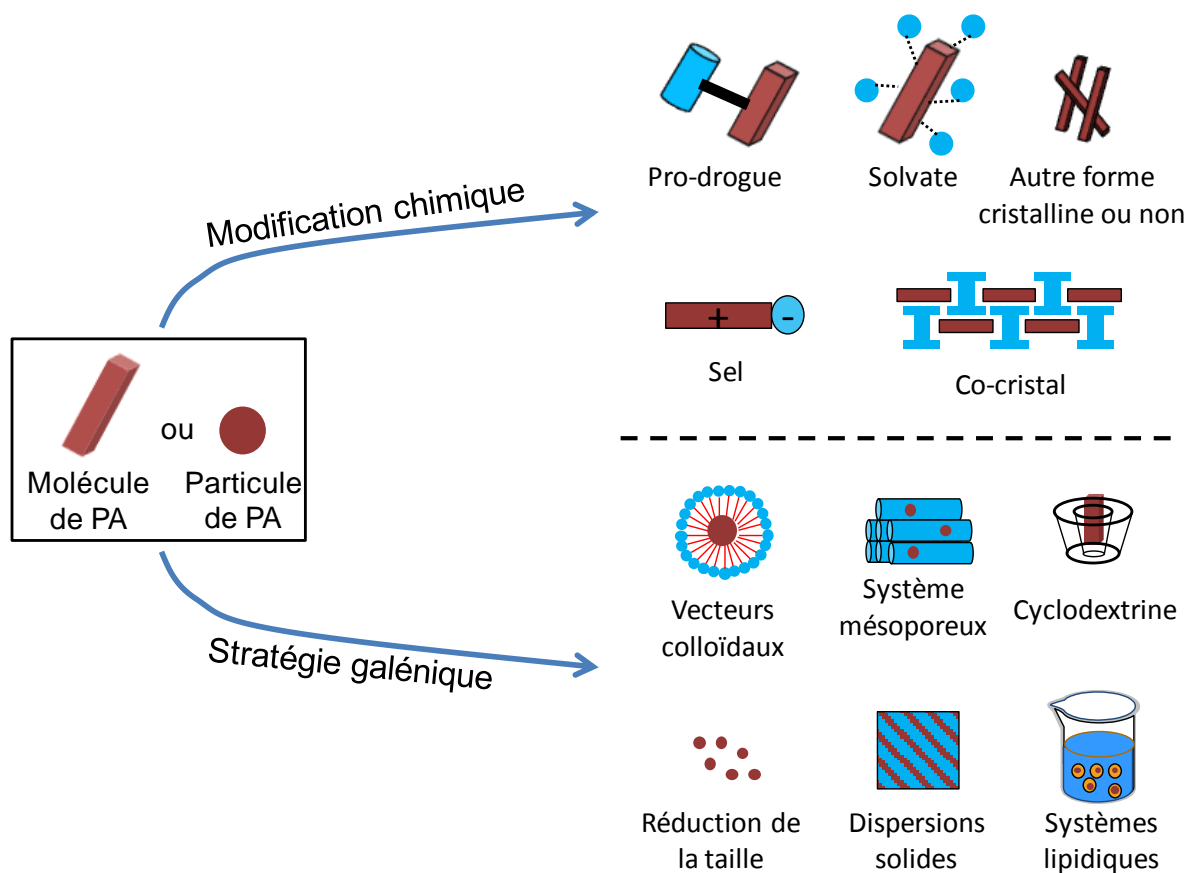 Pro-drogue
Solvate
Autre forme
cristalline ou non
Modification chimique
+
-
Sel
Co-cristal
ou
Molécule
de PA
Particule
de PA
Stratégie galénique
Vecteurs
colloïdaux
Système
mésoporeux
Cyclodextrine
Réduction de
la taille
Dispersions
solides
Systèmes
lipidiques